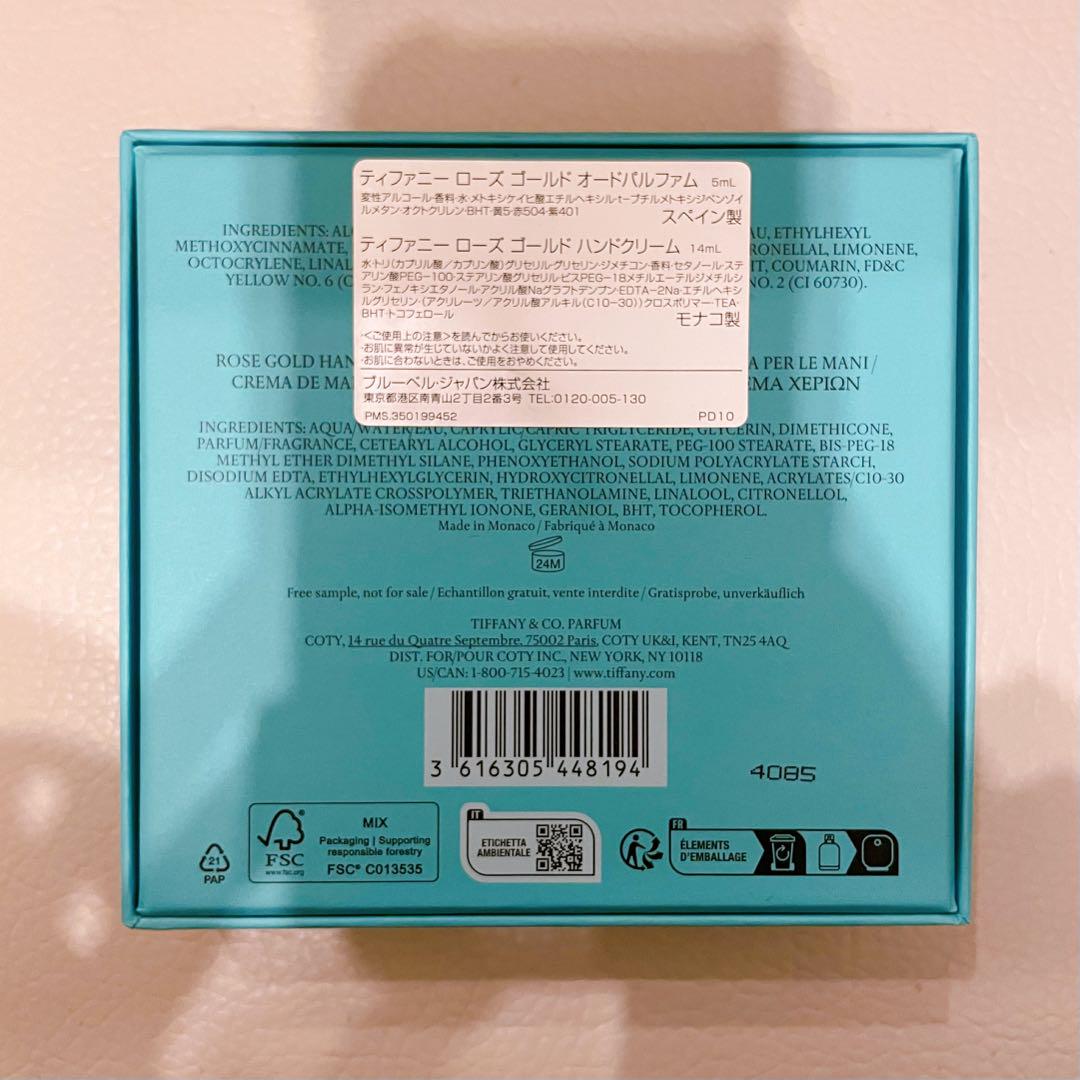 ティファニー ローズ ゴールド オードパルファム 5mL
変性アルコール・香料・水・メトキシケイヒ酸エチルヘキシル・t-ブチルメトキシジベンゾイ
ルメタン・オクトクリレン・BHT・黄5・赤504・紫401
スペイン製
ティファニー ローズ ゴールド ハンドクリーム 14mL
水・トリ(カプリル酸/カプリン酸)グリセリル・グリセリン・ジメチコン・香料・セタノール・ステ
アリン酸PEG-100・ステアリン酸グリセリル・ビスPEG-18メチルエーテルジメチルシ
ラン・フェノキシエタノール・アクリル酸Naグラフトデンプン・EDTA-2Na・エチルヘキシ
ルグリセリン・(アクリレーツ/アクリル酸アルキル(C10-30))クロスポリマー・TEA・
BHT・トコフェロール
モナコ製
・<ご使用上の注意>を読んでからお使いください。
・お肌に異常が生じていないかよく注意して使用してください。
・お肌に合わないときは、ご使用をおやめください。
ブルーベル・ジャパン株式会社
東京都港区南青山2丁目2番3号 TEL:0120-005-130
PMS.350199452 PD10
INGREDIENTS: AU, ETHYLHEXYL
METHOXYCINNAMATE, LIMONENE,
OCTOCRYLENE, COUMARIN, FD&C
YELLOW NO. 6 NO. 2 (CI 60730).
ROSE GOLD PER LE MANI /
CREMA DE ΧΕΡΙΩΝ
INGREDIENTS: AQUA/WATER/EAU, CAPRYLIC/CAPRIC TRIGLYCERIDE, GLYCERIN, DIMETHICONE,
PARFUM/FRAGRANCE, CETEARYL ALCOHOL, GLYCERYL STEARATE, PEG-100 STEARATE, BIS-PEG-18
METHYL ETHER DIMETHYL SILANE, PHENOXYETHANOL, SODIUM POLYACRYLATE STARCH,
DISODIUM EDTA, ETHYLHEXYLGLYCERIN, HYDROXYCITRONELLAL, LIMONENE, ACRYLATES/C10-30
ALKYL ACRYLATE CROSSPOLYMER, TRIETHANOLAMINE, LINALOOL, CITRONELLOL,
ALPHA-ISOMETHYL IONONE, GERANIOL, BHT, TOCOPHEROL.
Made in Monaco / Fabriqué à Monaco
24M
Free sample, not for sale / Echantillon gratuit, vente interdite / Gratisprobe, unverkäuflich
TIFFANY & CO. PARFUM
COTY, 14 rue du Quatre Septembre, 75002 Paris, COTY UK&I, KENT, TN25 4AQ
DIST. FOR/POUR COTY INC., NEW YORK, NY 10118
US/CAN: 1-800-715-4023 | www.tiffany.com
3 616305 448194
4085
21
PAP
FSC
www.fsc.org
MIX
Packaging | Supporting
responsible forestry
FSC® C013535
IT
ETICHETTA
AMBIENTALE
FR
ÉLEMENTS
D'EMBALLAGE